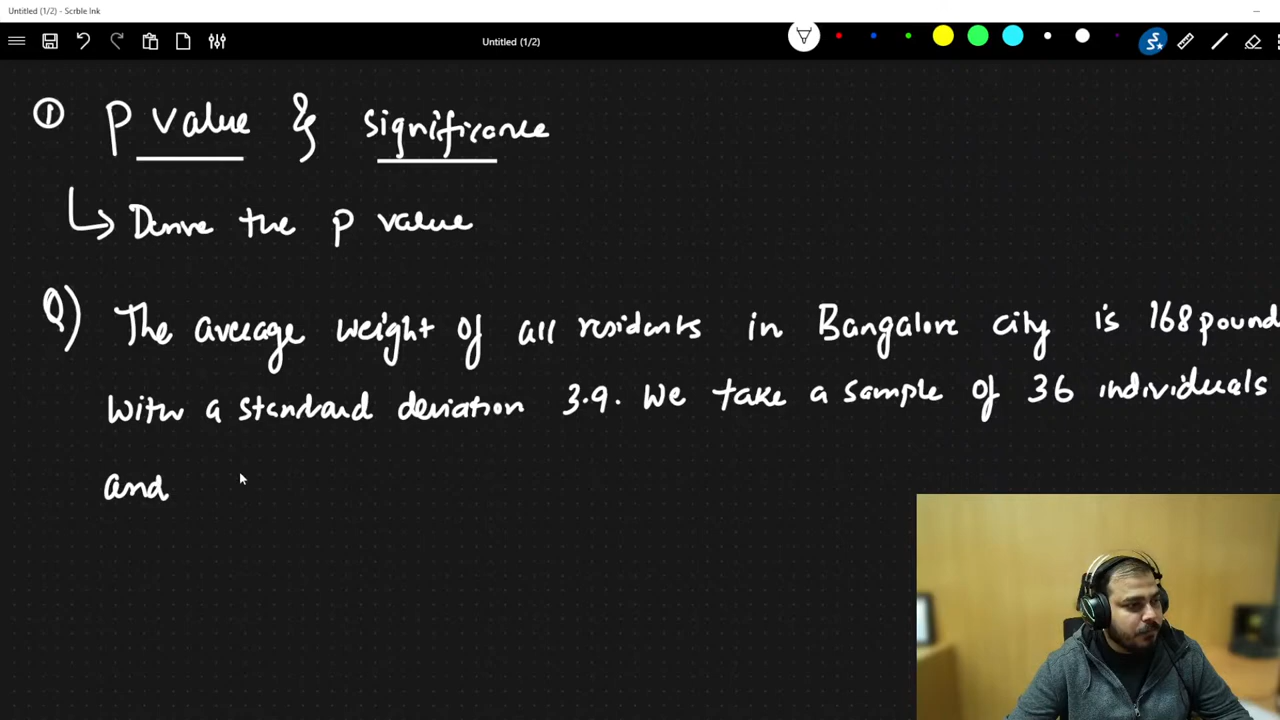 Untitled (1/2) - Scrble Ink
Untitled (1/2)
① P value & significance
↳ Derive the p value
Q) The average weight of all residents in Bangalore city is 168 pound
with a standard deviation 3.9. We take a sample of 36 individuals
and